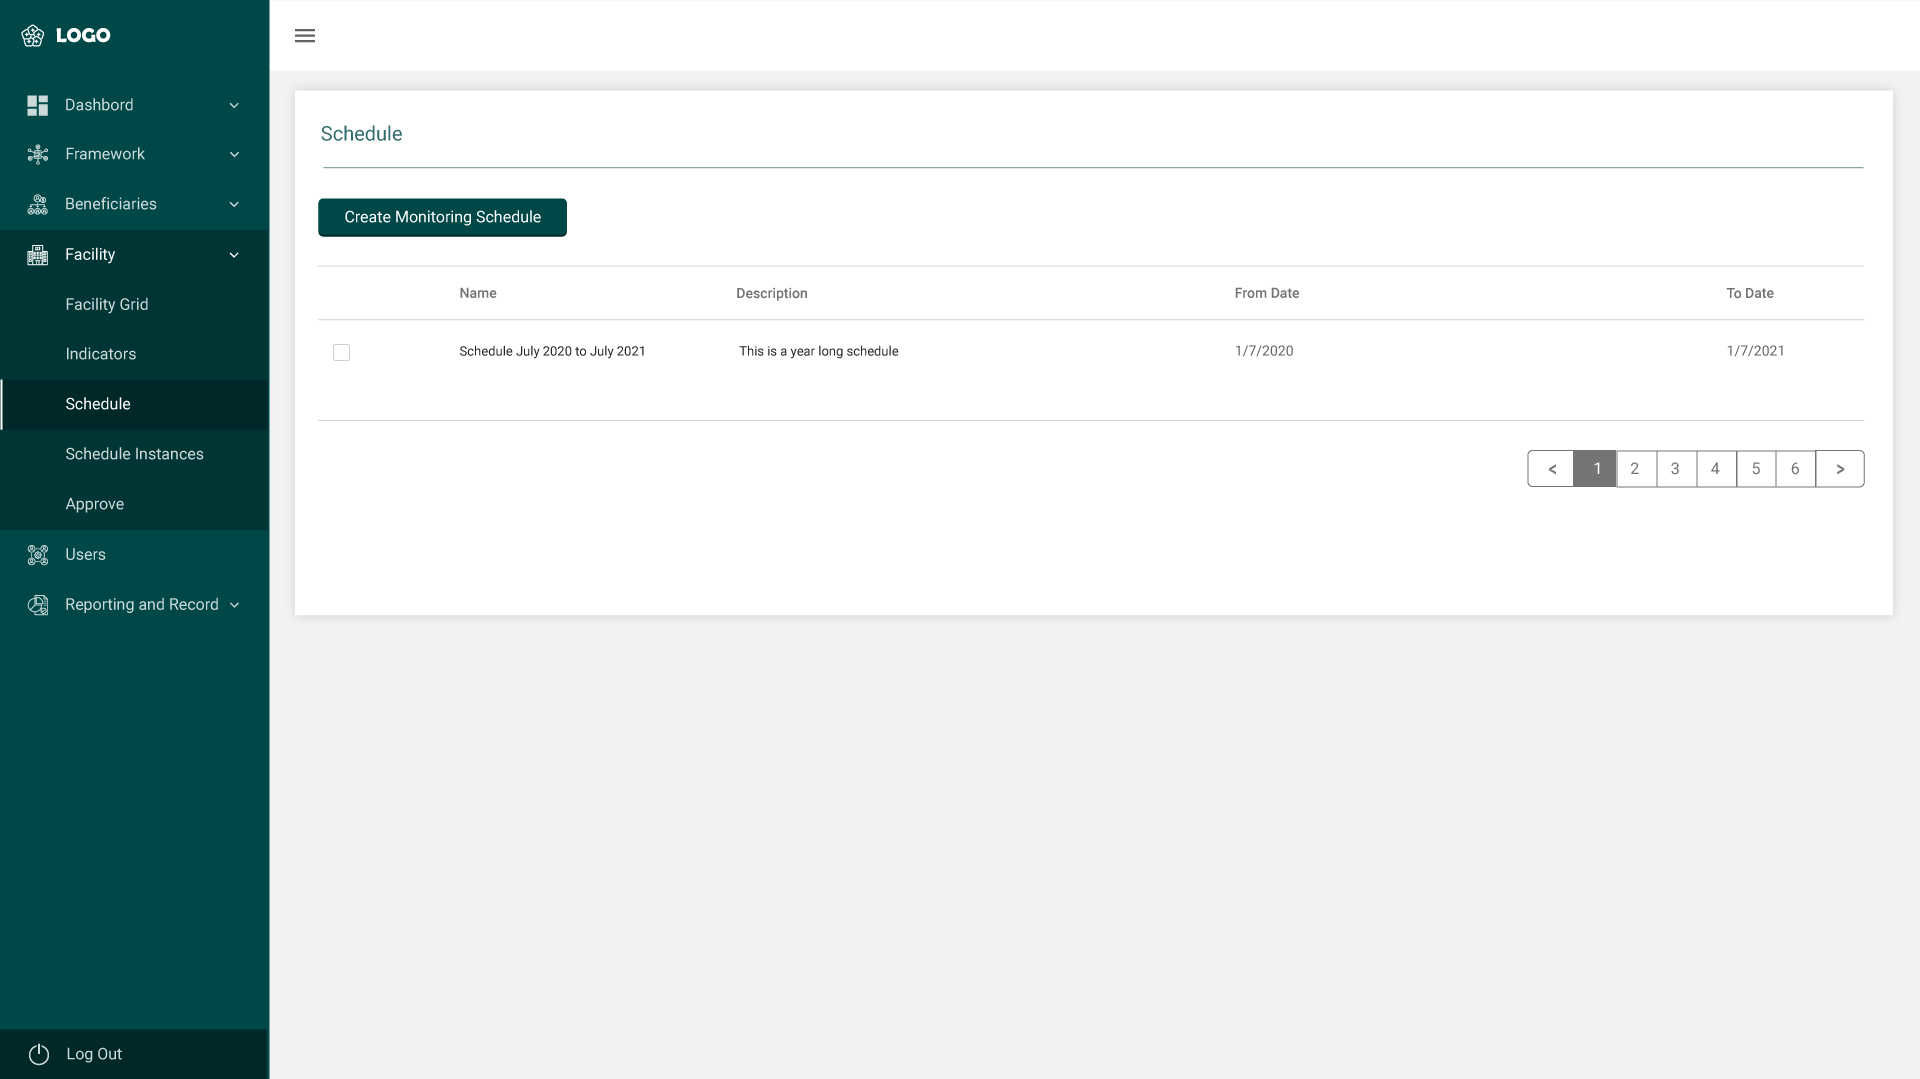 LOGO
Dashbord
Framework
Beneficiaries
Facility
Facility Grid
Indicators
Schedule
Schedule Instances
Approve
Users
Reporting and Record
Log Out
Schedule
Create Monitoring Schedule
Name Description From Date To Date
Schedule July 2020 to July 2021 This is a year long schedule 1/7/2020 1/7/2021
< 1 2 3 4 5 6 >